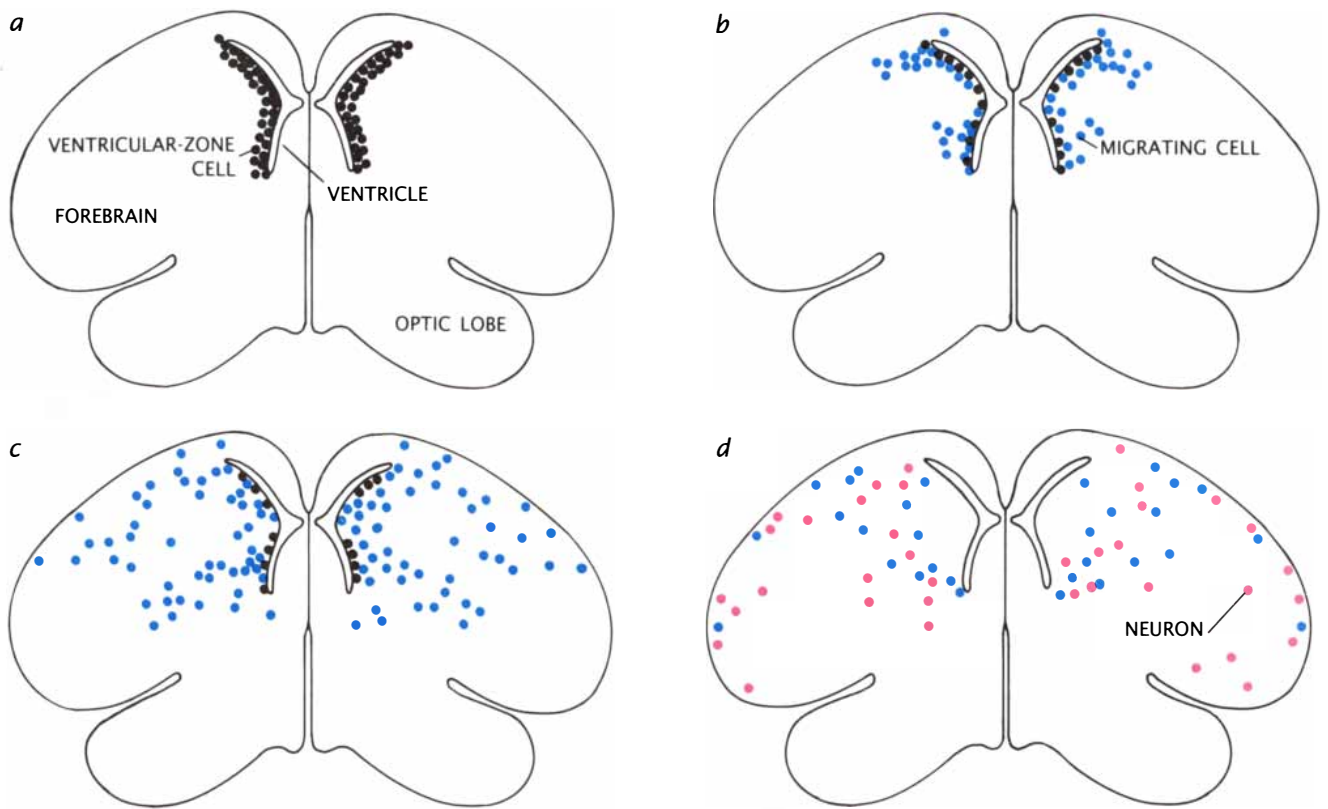 a
VENTRICULAR-ZONE
CELL
VENTRICLE
FOREBRAIN
OPTIC LOBE
b
MIGRATING CELL
c
d
NEURON